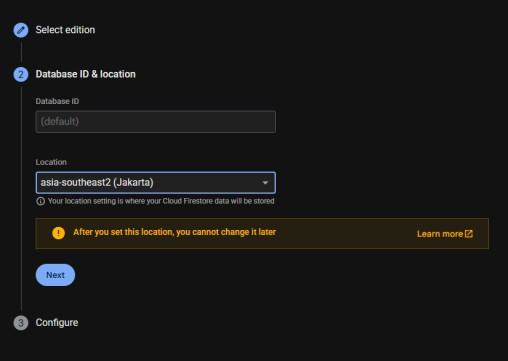 Select edition
2 Database ID & location
Database ID
(default)
Location
asia-southeast2 (Jakarta)
Your location setting is where your Cloud Firestore data will be stored
After you set this location, you cannot change it later Learn more
Next
3 Configure